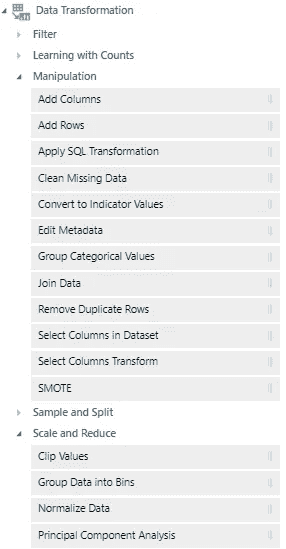 Data Transformation
Filter
Learning with Counts
Manipulation
Add Columns
Add Rows
Apply SQL Transformation
Clean Missing Data
Convert to Indicator Values
Edit Metadata
Group Categorical Values
Join Data
Remove Duplicate Rows
Select Columns in Dataset
Select Columns Transform
SMOTE
Sample and Split
Scale and Reduce
Clip Values
Group Data into Bins
Normalize Data
Principal Component Analysis